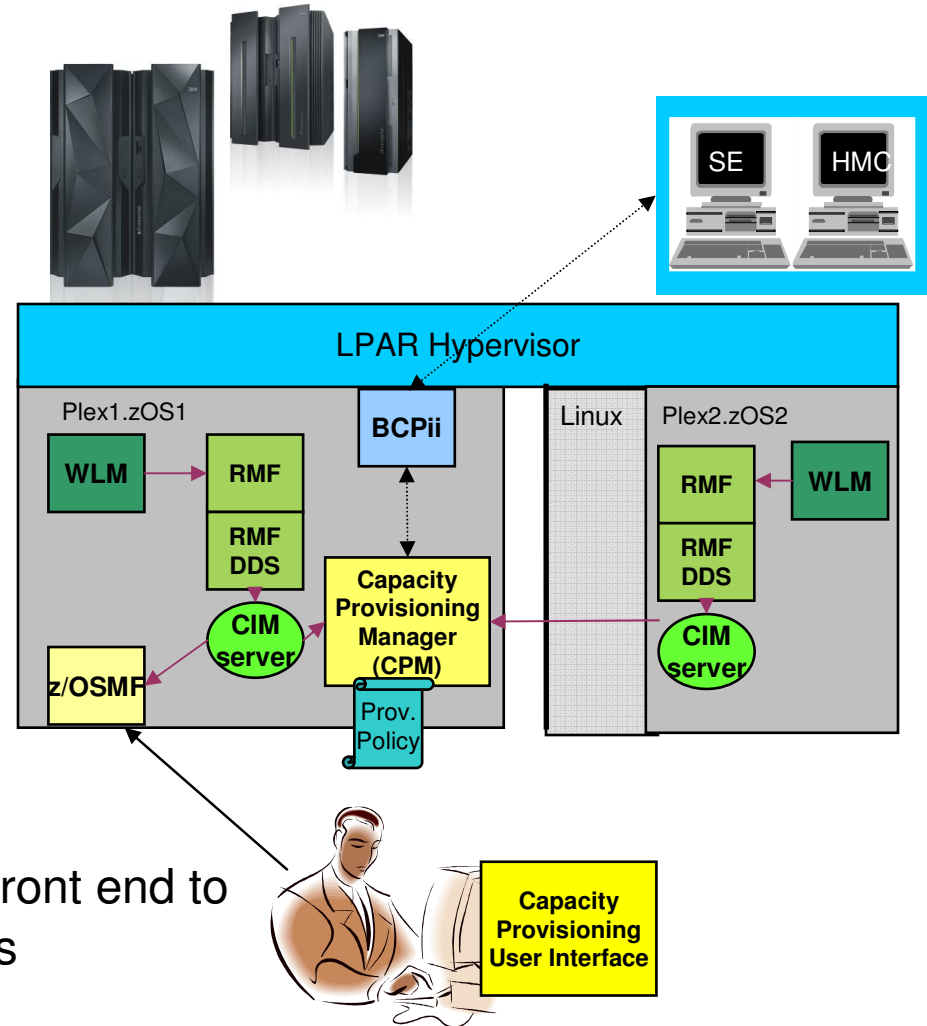 SE
HMC
LPAR Hypervisor
Plex1.zOS1
BCPii
Linux
Plex2.zOS2
WLM
RMF
RMF
WLM
RMF
DDS
RMF
DDS
Capacity
Provisioning
Manager
(CPM)
CIM
server
CIM
server
z/OSMF
Prov.
Policy
ront end to
s
Capacity
Provisioning
User Interface